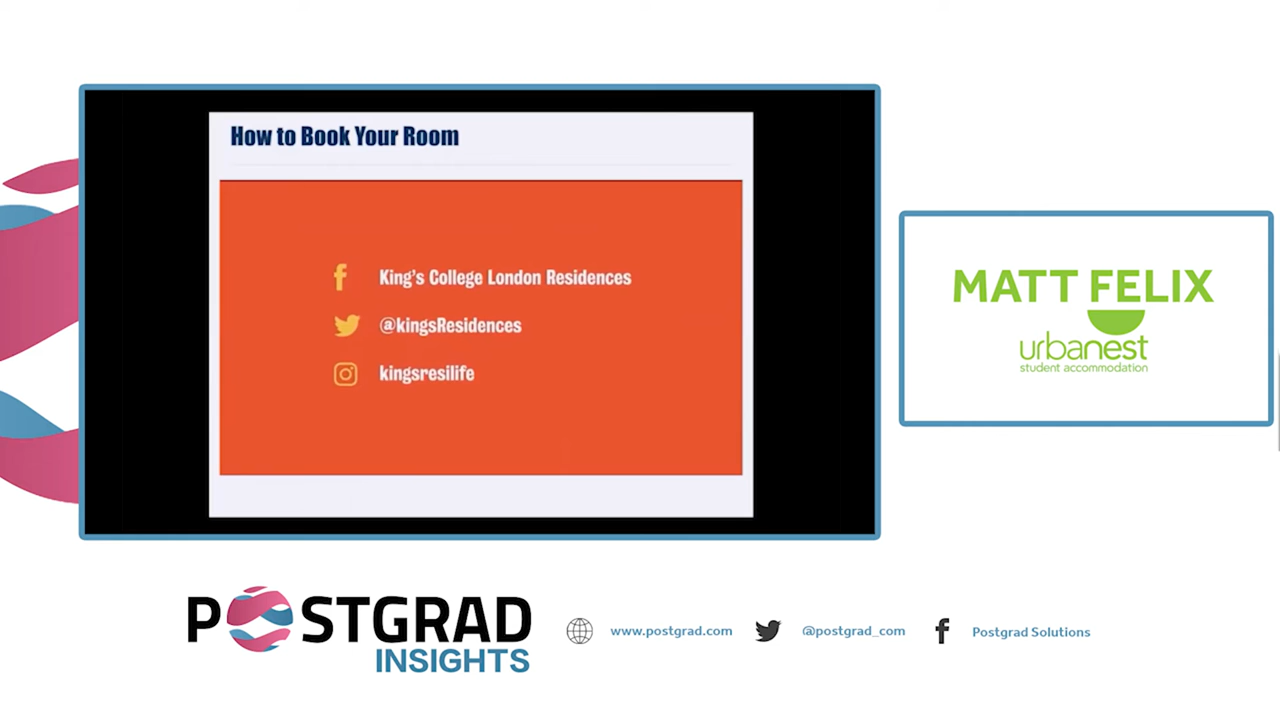 How to Book Your Room
King's College London Residences
@kingsResidences
kingsresilife
MATT FELIX
urbanest
student accommodation
POSTGRAD
INSIGHTS
www.postgrad.com
@postgrad_com
Postgrad Solutions